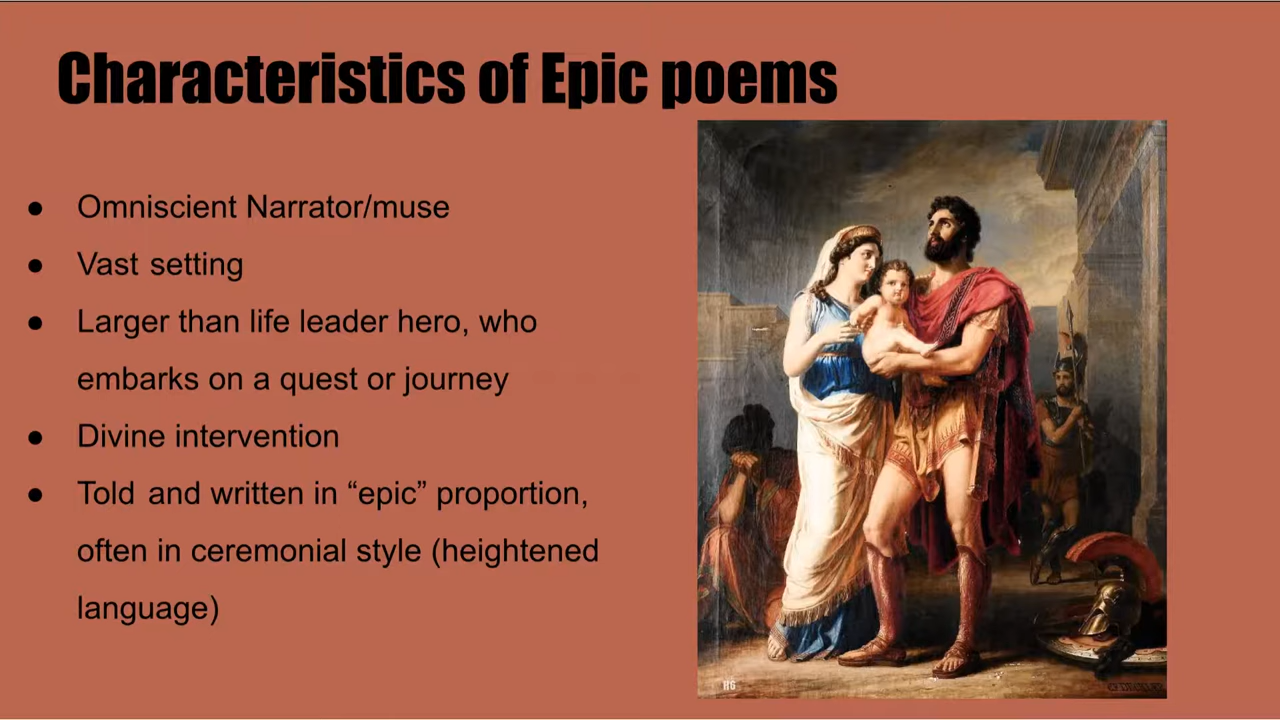 Characteristics of Epic poems
● Omniscient Narrator/muse
● Vast setting
● Larger than life leader hero, who
embarks on a quest or journey
● Divine intervention
● Told and written in “epic” proportion,
often in ceremonial style (heightened
language)
HG